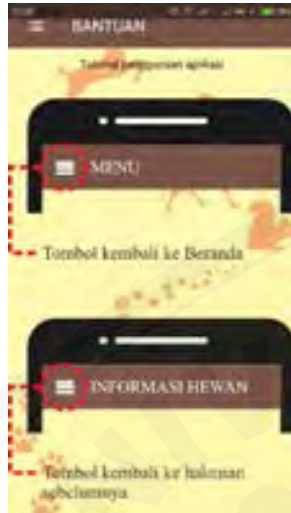 BANTUAN
Tutorial penggunaan aplikasi
MENU
Tombol kembali ke Beranda
INFORMASI HEWAN
Tombol kembali ke halaman
sebelumnya